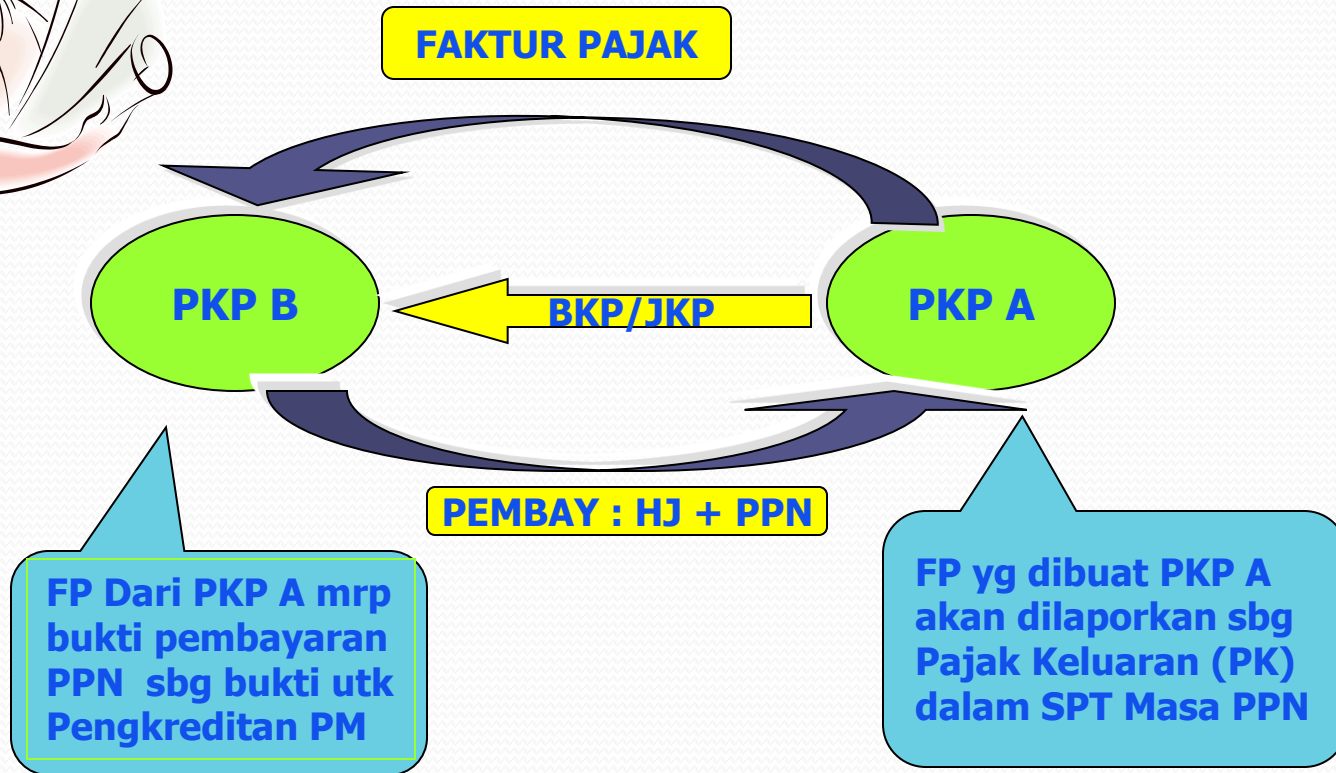 FAKTUR PAJAK
PKP B
BKP/JKP
PKP A
PEMBAY : HJ + PPN
FP Dari PKP A mrp
bukti pembayaran
PPN sbg bukti utk
Pengkreditan PM
FP yg dibuat PKP A
akan dilaporkan sbg
Pajak Keluaran (PK)
dalam SPT Masa PPN